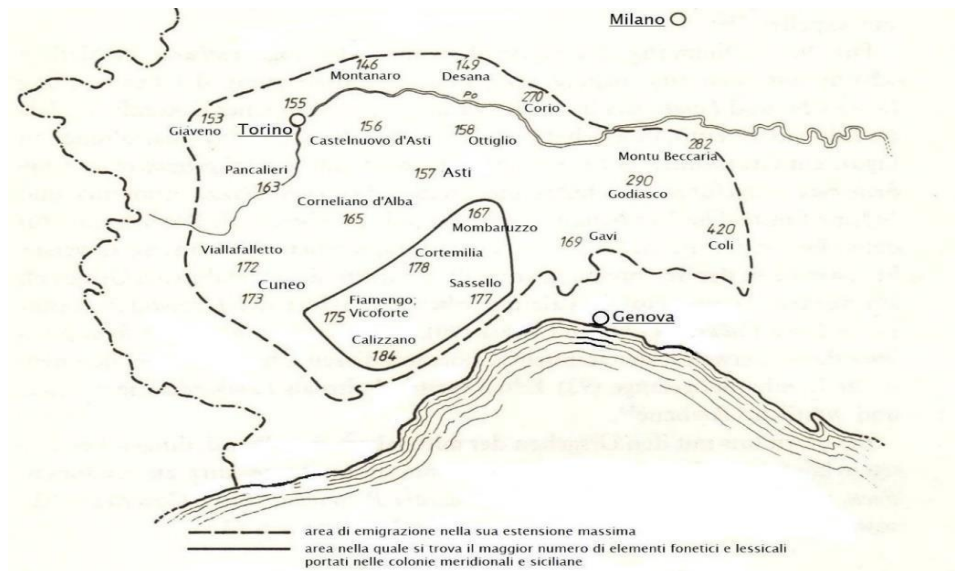 Milano
146
Montanaro
149
Desana
Po
270
Corio
153
Giaveno
155
Torino
156
Castelnuovo d'Asti
158
Ottiglio
282
Montu Beccaria
Pancalieri
163
157 Asti
290
Godiasco
Corneliano d'Alba
165
167
Mombaruzzo
169 Gavi
420
Coli
Viallafalletto
172
Cortemilia
178
Cuneo
173
Sassello
177
Fiamengo,
175 Vicoforte
Genova
Calizzano
184
area di emigrazione nella sua estensione massima
area nella quale si trova il maggior numero di elementi fonetici e lessicali
portati nelle colonie meridionali e siciliane